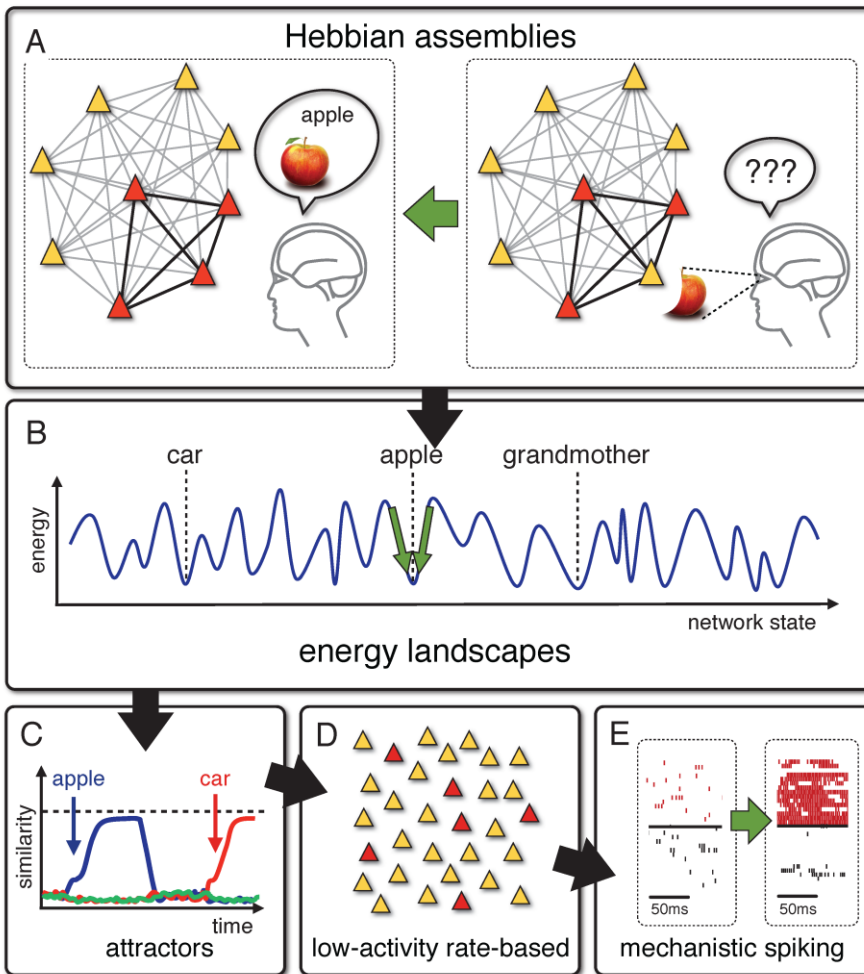 A
Hebbian assemblies
apple
???
B
car
apple
grandmother
energy
network state
energy landscapes
C
apple
car
similarity
time
attractors
D
low-activity rate-based
E
50ms
50ms
mechanistic spiking